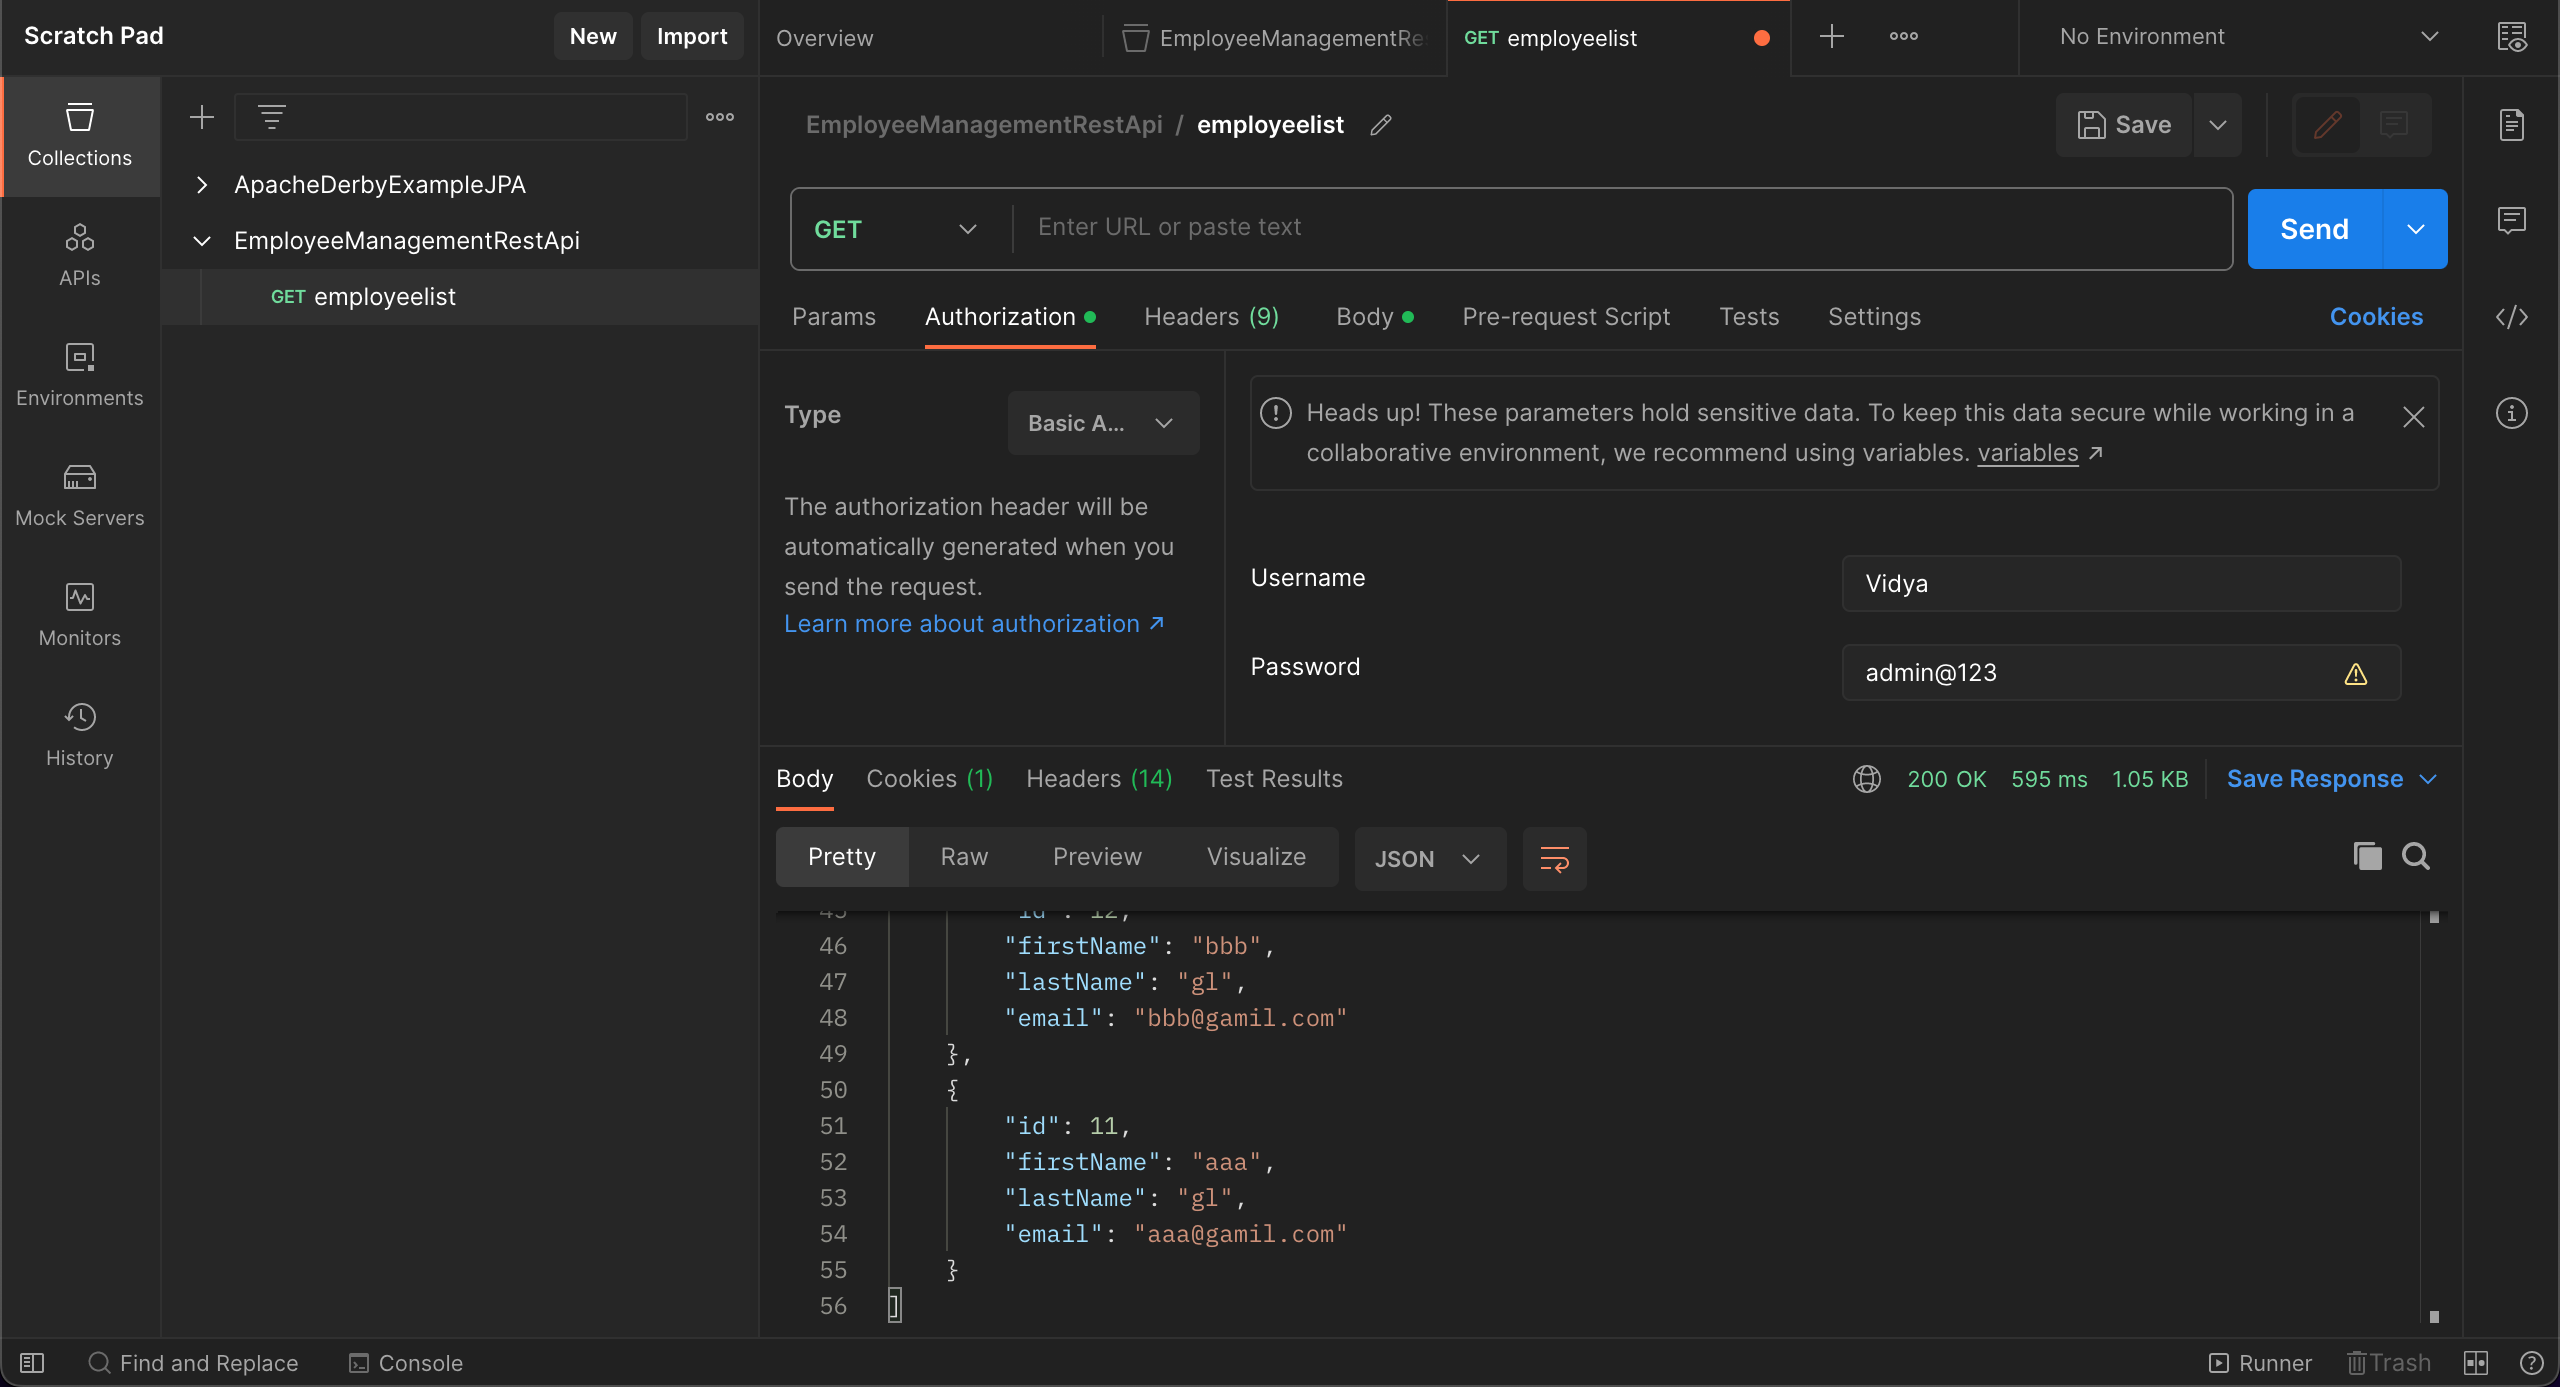 Scratch Pad
New
Import
Overview
EmployeeManagementRe
GET employeelist
No Environment
Collections
APIs
Environments
Mock Servers
Monitors
History
ApacheDerbyExampleJPA
EmployeeManagementRestApi
GET employeelist
EmployeeManagementRestApi / employeelist
Save
GET
Enter URL or paste text
Send
Params
Authorization
Headers (9)
Body
Pre-request Script
Tests
Settings
Cookies
Type
Basic A...
The authorization header will be
automatically generated when you
send the request.
Learn more about authorization ↗
Heads up! These parameters hold sensitive data. To keep this data secure while working in a
collaborative environment, we recommend using variables. variables ↗
Username
Vidya
Password
admin@123
Body
Cookies (1)
Headers (14)
Test Results
200 OK
595 ms
1.05 KB
Save Response
Pretty
Raw
Preview
Visualize
JSON
45 "id": 12,
46 "firstName": "bbb",
47 "lastName": "gl",
48 "email": "bbb@gamil.com"
49 },
50 {
51 "id": 11,
52 "firstName": "aaa",
53 "lastName": "gl",
54 "email": "aaa@gamil.com"
55 }
56 ]
Find and Replace
Console
Runner
Trash